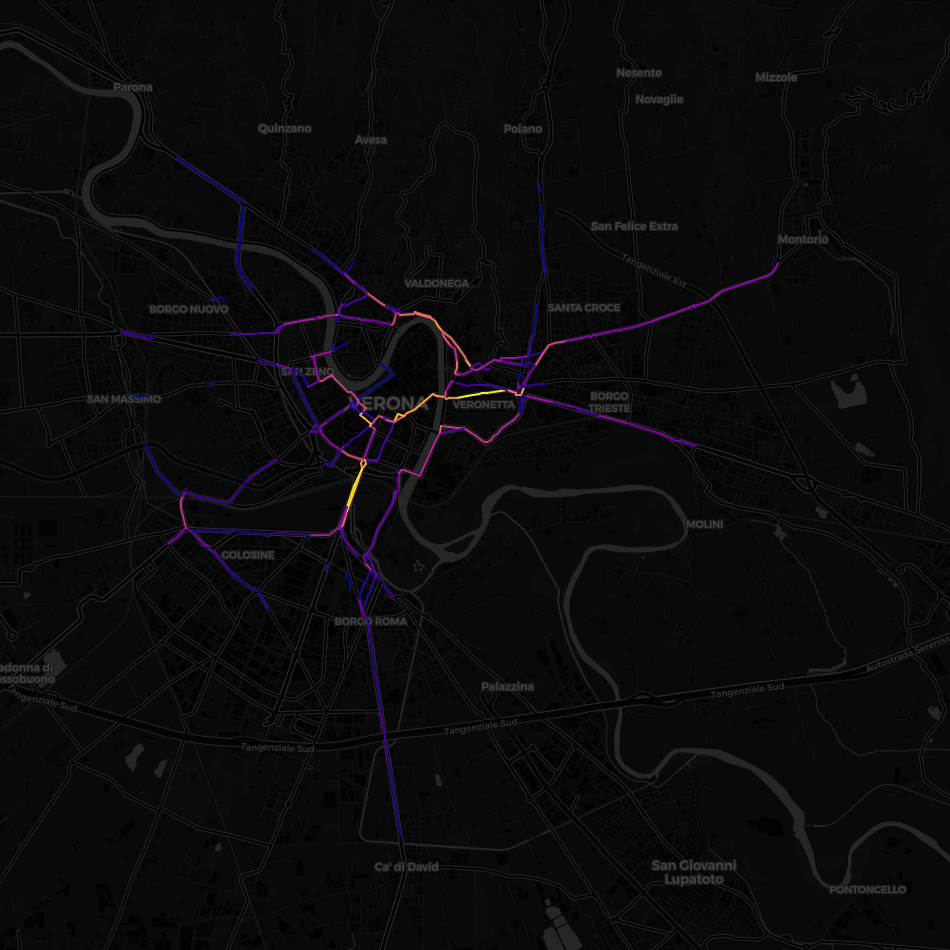 Parona
Nesente
Mizzole
Novaglie
Quinzano
Avesa
Poiano
San Felice Extra
Montorio
Tangenziale Est
VALDONEGA
BORGO NUOVO
SANTA CROCE
SAN ZENO
SAN MASSIMO
VERONA
VERONETTA
BORGO
TRIESTE
MOLINI
GOLOSINE
BORGO ROMA
adonna di
ssobuono
Autostrada Sereniss
Palazzina
Tangenziale Sud
Tangenziale Sud
Tangenziale Sud
Tangenziale Sud
Ca' di David
San Giovanni
Lupatoto
PONTONCELLO